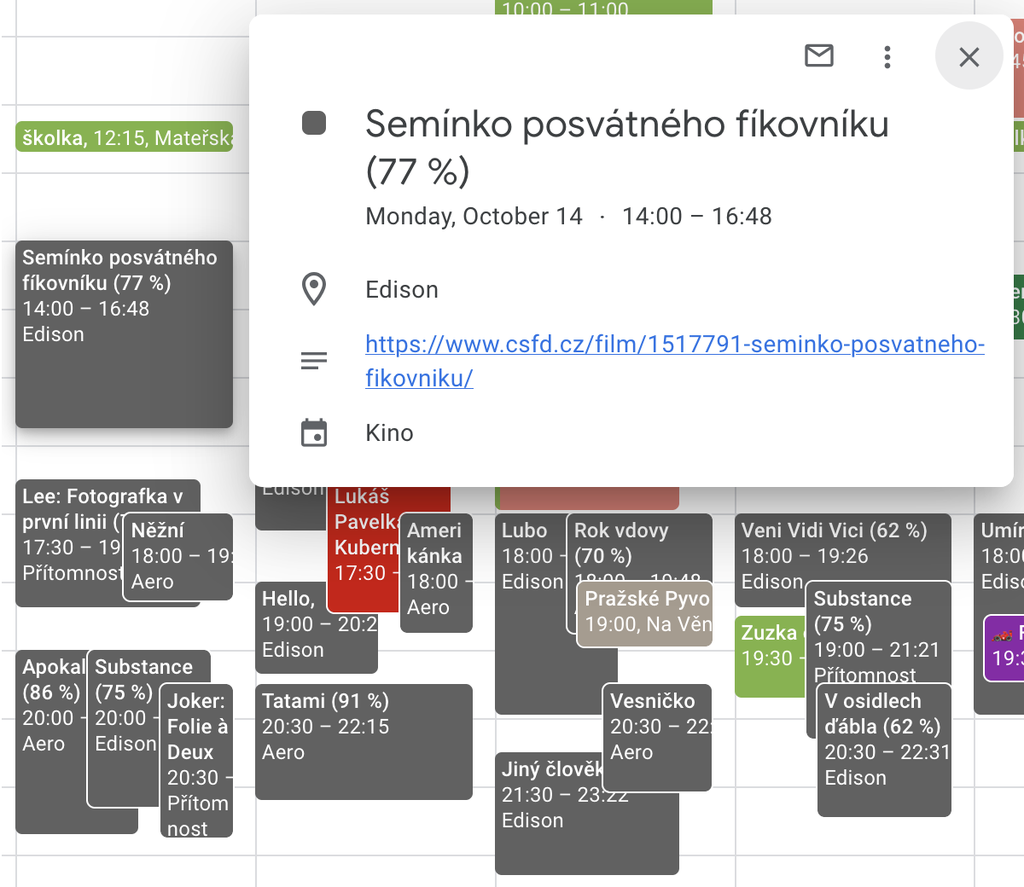 10:00 – 11:00
Semínko posvátného fíkovníku
(77 %)
Monday, October 14 · 14:00 – 16:48
Edison
https://www.csfd.cz/film/1517791-seminko-posvatneho-
fikovniku/
Kino
školka, 12:15, Mateřská
Semínko posvátného
fíkovníku (77 %)
14:00 – 16:48
Edison
Lee: Fotografka v
první linii (
17:30 – 19
Přítomnost
Něžní
18:00 – 19:
Aero
Apokal
(86 %)
20:00 –
Aero
Substance
(75 %)
20:00 –
Edison
Joker:
Folie à
Deux
20:30 –
Přítom
nost
Edison
Lukáš
Pavelka
Kubern
17:30 –
Ameri
kánka
18:00 –
Aero
Hello,
19:00 – 20:2
Edison
Tatami (91 %)
20:30 – 22:15
Aero
Lubo
18:00 –
Edison
Rok vdovy
(70 %)
18:00 – 19:48
Pražské Pyvo
19:00, Na Věn
Vesničko
20:30 – 22:
Aero
Jiný člověk
21:30 – 23:22
Edison
Veni Vidi Vici (62 %)
18:00 – 19:26
Edison
Zuzka
19:30 –
Substance
(75 %)
19:00 – 21:21
Přítomnost
V osidlech
ďábla (62 %)
20:30 – 22:31
Edison
Umír
18:00
Ediso
19:3